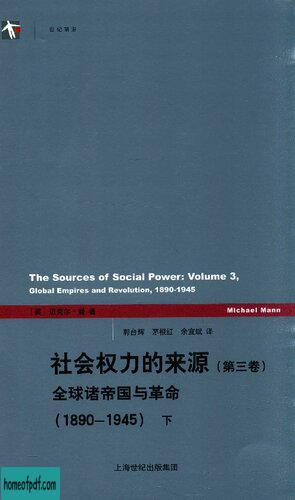 世纪前沿
The Sources of Social Power: Volume 3,
Global Empires and Revolution, 1890-1945
[英] 迈克尔·曼 著
Michael Mann
郭台辉 茅根红 余宜斌 译
社会权力的来源(第三卷)
全球诸帝国与革命
(1890—1945) 下
上海世纪出版集团
homeofpdf.com